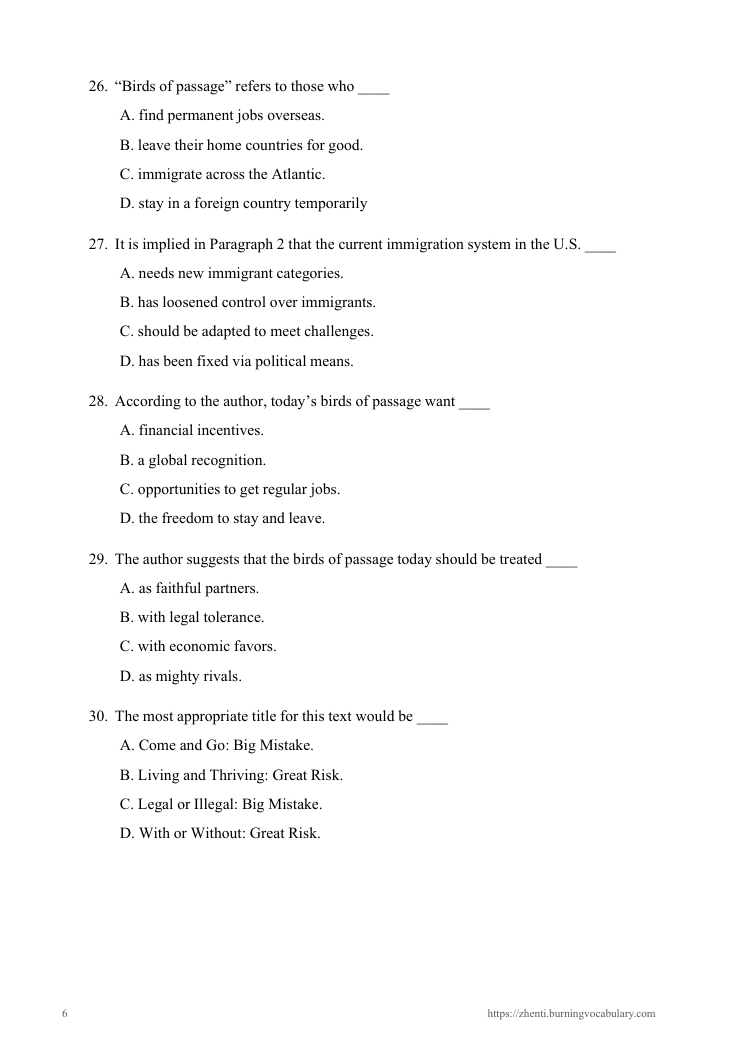 26. “Birds of passage” refers to those who ____
A. find permanent jobs overseas.
B. leave their home countries for good.
C. immigrate across the Atlantic.
D. stay in a foreign country temporarily
27. It is implied in Paragraph 2 that the current immigration system in the U.S. ____
A. needs new immigrant categories.
B. has loosened control over immigrants.
C. should be adapted to meet challenges.
D. has been fixed via political means.
28. According to the author, today’s birds of passage want ____
A. financial incentives.
B. a global recognition.
C. opportunities to get regular jobs.
D. the freedom to stay and leave.
29. The author suggests that the birds of passage today should be treated ____
A. as faithful partners.
B. with legal tolerance.
C. with economic favors.
D. as mighty rivals.
30. The most appropriate title for this text would be ____
A. Come and Go: Big Mistake.
B. Living and Thriving: Great Risk.
C. Legal or Illegal: Big Mistake.
D. With or Without: Great Risk.
6
https://zhenti.burningvocabulary.com